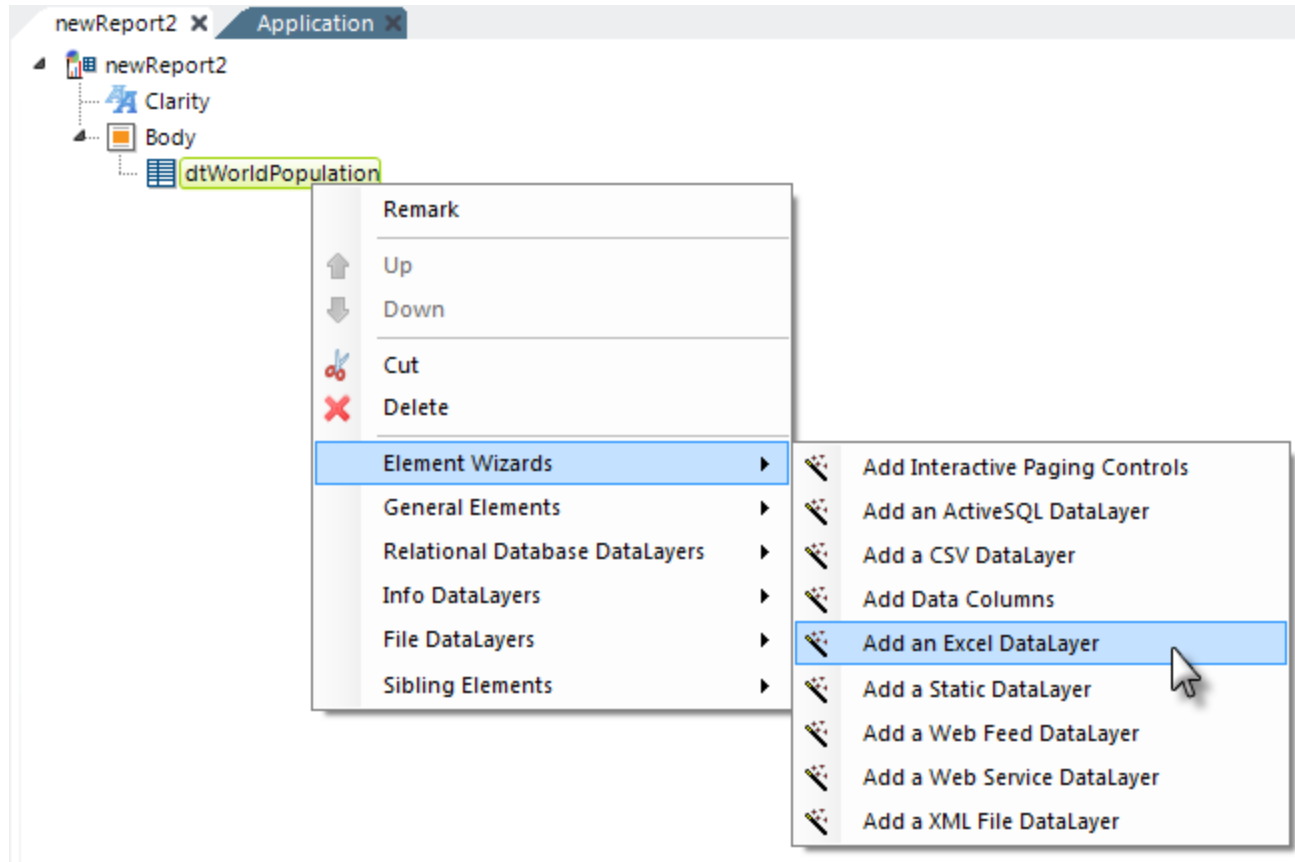 newReport2
Application
newReport2
Clarity
Body
dtWorldPopulation
Remark
Up
Down
Cut
Delete
Element Wizards
General Elements
Relational Database DataLayers
Info DataLayers
File DataLayers
Sibling Elements
Add Interactive Paging Controls
Add an ActiveSQL DataLayer
Add a CSV DataLayer
Add Data Columns
Add an Excel DataLayer
Add a Static DataLayer
Add a Web Feed DataLayer
Add a Web Service DataLayer
Add a XML File DataLayer